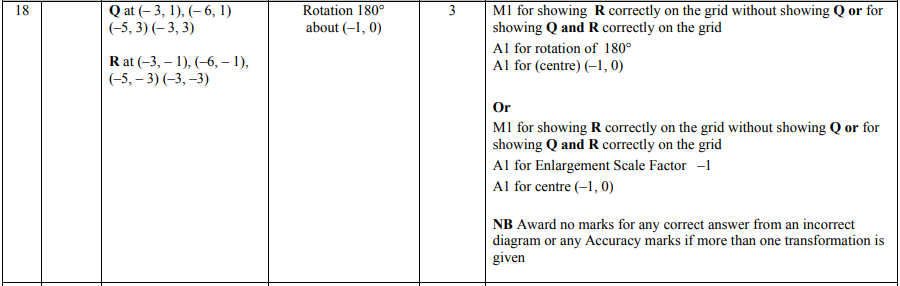 18
Q at (– 3, 1), (– 6, 1)
(–5, 3) (– 3, 3)
R at (–3, – 1), (–6, – 1),
(–5, – 3) (–3, –3)
Rotation 180°
about (–1, 0)
3
M1 for showing R correctly on the grid without showing Q or for
showing Q and R correctly on the grid
A1 for rotation of 180°
A1 for (centre) (–1, 0)
Or
M1 for showing R correctly on the grid without showing Q or for
showing Q and R correctly on the grid
A1 for Enlargement Scale Factor –1
A1 for centre (–1, 0)
NB Award no marks for any correct answer from an incorrect
diagram or any Accuracy marks if more than one transformation is
given